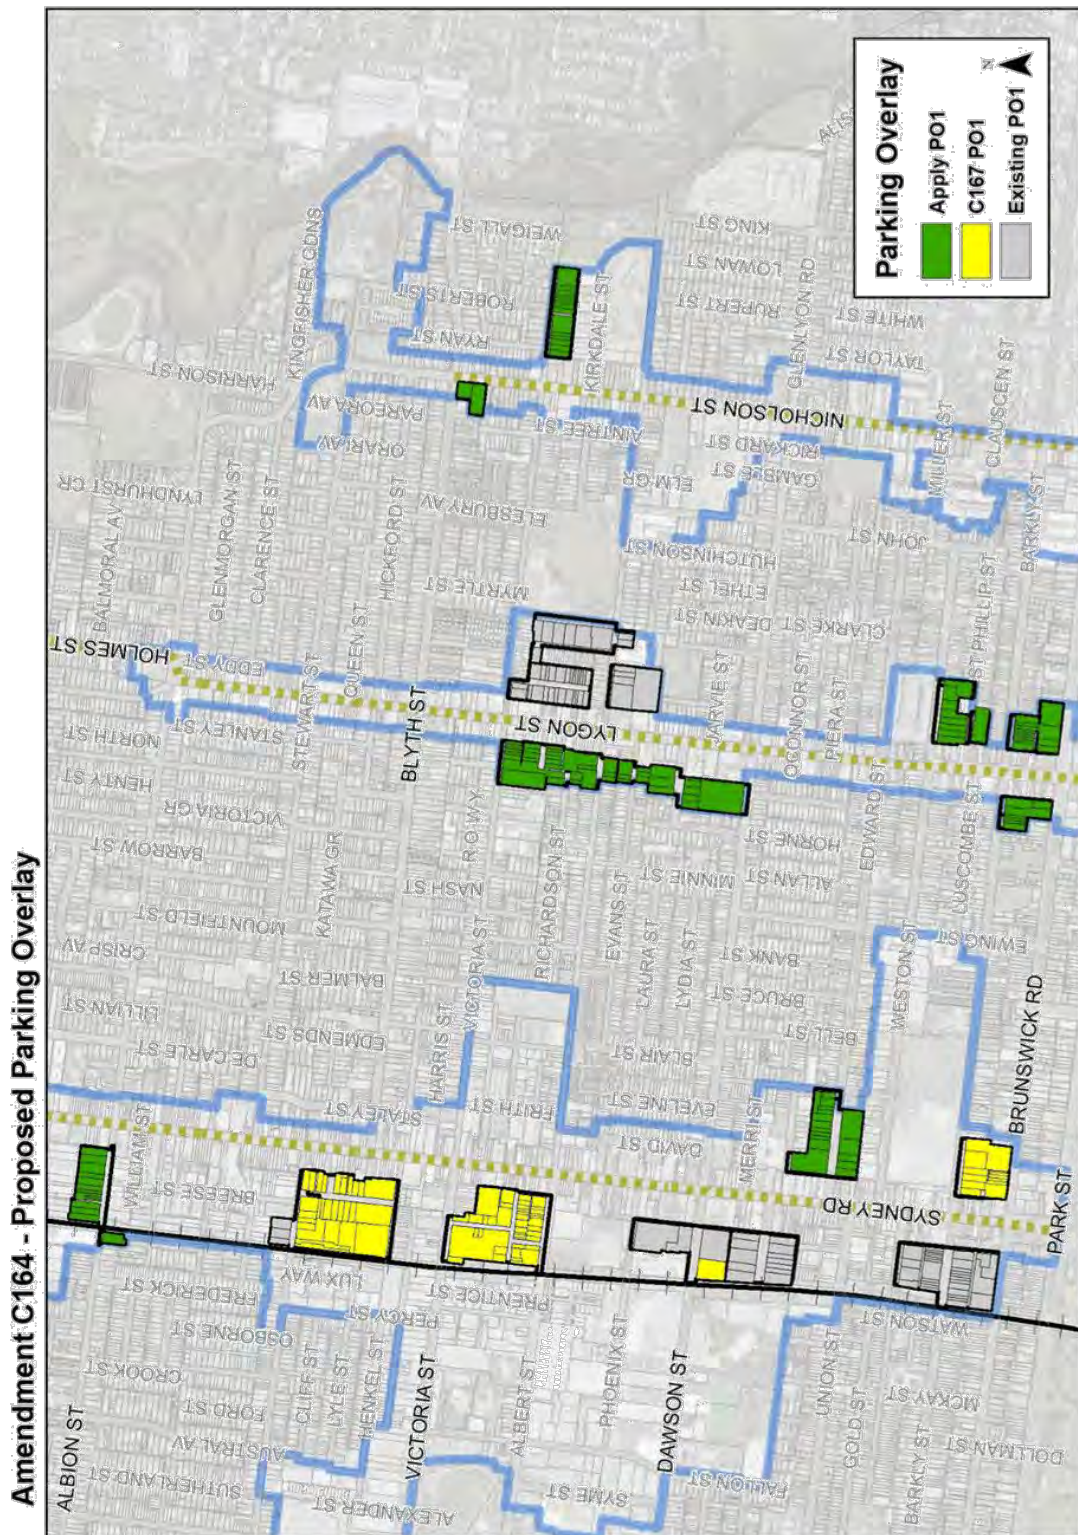 Amendment C164 - Proposed Parking Overlay
Parking Overlay
Apply PO1
C167 PO1
Existing PO1
N
KINGFISHER GDNS
WEIGALL ST
KING ST
LOWAN ST
ROBERTS ST
RUPERT ST
GLENLYON RD
WHITE ST
RYAN ST
KIRKDALE ST
TAYLOR ST
HARRISON ST
PAREORA AV
ORARI AV
AINTREE ST
NICHOLSON ST
CLAUSCEN ST
MILLER ST
RICKARD ST
GAMBLE ST
ELM GR
LYNDHURST CR
GLENMORGAN ST
CLARENCE ST
HICKFORD ST
ELESBURY AV
JOHN ST
BARKLY ST
HUTCHINSON ST
BALMORAL AV
MYRTLE ST
ETHEL ST
DEAKIN ST
CLARKE ST
PHILLIP ST
HOLMES ST
EDDY ST
QUEEN ST
STEWART ST
STANLEY ST
BLYTH ST
LYGON ST
JARVIE ST
OCONNOR ST
PIERA ST
ST
NORTH ST
HENTY ST
VICTORIA GR
BARROW ST
R.O.W.Y
HORNE ST
EDWARD ST
LUSCOMBE ST
KATAWA GR
NASH ST
RICHARDSON ST
EVANS ST
MINNIE ST
ALLAN ST
MOUNTFIELD ST
CRISP AV
BALMER ST
VICTORIA ST
LAURA ST
LYDIA ST
BANK ST
WESTON ST
EWING ST
LILLIAN ST
DE CARLE ST
EDMENDS ST
HARRIS ST
BLAIR ST
BRUCE ST
BELL ST
BRUNSWICK RD
STALEY ST
FRITH ST
EVELINE ST
DAVID ST
MERRI ST
WILLIAM ST
BREESE ST
SYDNEY RD
PARK ST
FREDERICK ST
LUX WAY
PERCY ST
PRENTICE ST
WATSON ST
OSBORNE ST
CROOK ST
CLIFF ST
LYLE ST
HENKEL ST
PHOENIX ST
UNION ST
FORD ST
ALBERT ST
DAWSON ST
GOLD ST
MCKAY ST
ALBION ST
AUSTRAL AV
VICTORIA ST
BARKLY ST
DOLLMAN ST
SUTHERLAND ST
ALEXANDER ST
SYME ST
FALLON ST